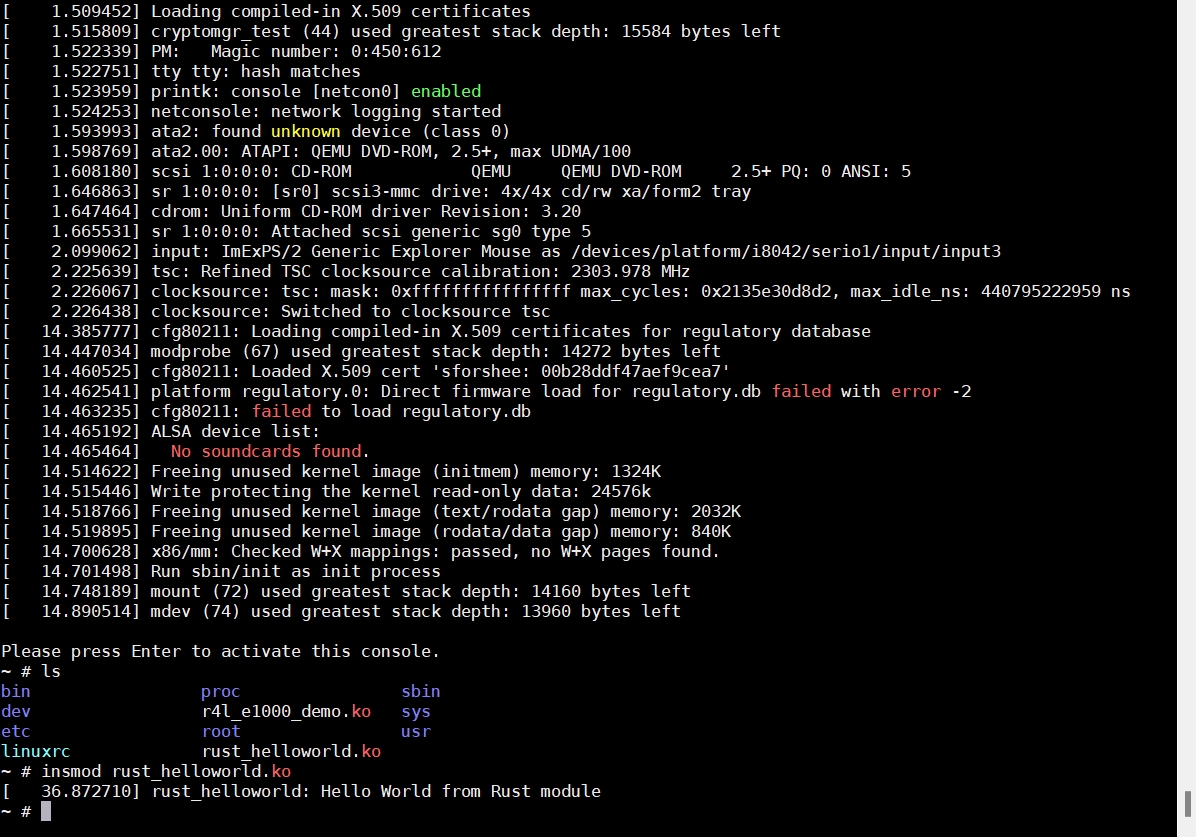 [    1.509452] Loading compiled-in X.509 certificates
[    1.515809] cryptomgr_test (44) used greatest stack depth: 15584 bytes left
[    1.522339] PM:   Magic number: 0:450:612
[    1.522751] tty tty: hash matches
[    1.523959] printk: console [netcon0] enabled
[    1.524253] netconsole: network logging started
[    1.593993] ata2: found unknown device (class 0)
[    1.598769] ata2.00: ATAPI: QEMU DVD-ROM, 2.5+, max UDMA/100
[    1.608180] scsi 1:0:0:0: CD-ROM            QEMU     QEMU DVD-ROM     2.5+ PQ: 0 ANSI: 5
[    1.646863] sr 1:0:0:0: [sr0] scsi3-mmc drive: 4x/4x cd/rw xa/form2 tray
[    1.647464] cdrom: Uniform CD-ROM driver Revision: 3.20
[    1.665531] sr 1:0:0:0: Attached scsi generic sg0 type 5
[    2.099062] input: ImExPS/2 Generic Explorer Mouse as /devices/platform/i8042/serio1/input/input3
[    2.225639] tsc: Refined TSC clocksource calibration: 2303.978 MHz
[    2.226067] clocksource: tsc: mask: 0xffffffffffffffff max_cycles: 0x2135e30d8d2, max_idle_ns: 440795222959 ns
[    2.226438] clocksource: Switched to clocksource tsc
[   14.385777] cfg80211: Loading compiled-in X.509 certificates for regulatory database
[   14.447034] modprobe (67) used greatest stack depth: 14272 bytes left
[   14.460525] cfg80211: Loaded X.509 cert 'sforshee: 00b28ddf47aef9cea7'
[   14.462541] platform regulatory.0: Direct firmware load for regulatory.db failed with error -2
[   14.463235] cfg80211: failed to load regulatory.db
[   14.465192] ALSA device list:
[   14.465464]   No soundcards found.
[   14.514622] Freeing unused kernel image (initmem) memory: 1324K
[   14.515446] Write protecting the kernel read-only data: 24576k
[   14.518766] Freeing unused kernel image (text/rodata gap) memory: 2032K
[   14.519895] Freeing unused kernel image (rodata/data gap) memory: 840K
[   14.700628] x86/mm: Checked W+X mappings: passed, no W+X pages found.
[   14.701498] Run sbin/init as init process
[   14.748189] mount (72) used greatest stack depth: 14160 bytes left
[   14.890514] mdev (74) used greatest stack depth: 13960 bytes left

Please press Enter to activate this console.
~ # ls
bin                 proc                sbin
dev                 r4l_e1000_demo.ko   sys
etc                 root                usr
linuxrc             rust_helloworld.ko
~ # insmod rust_helloworld.ko
[   36.872710] rust_helloworld: Hello World from Rust module
~ #